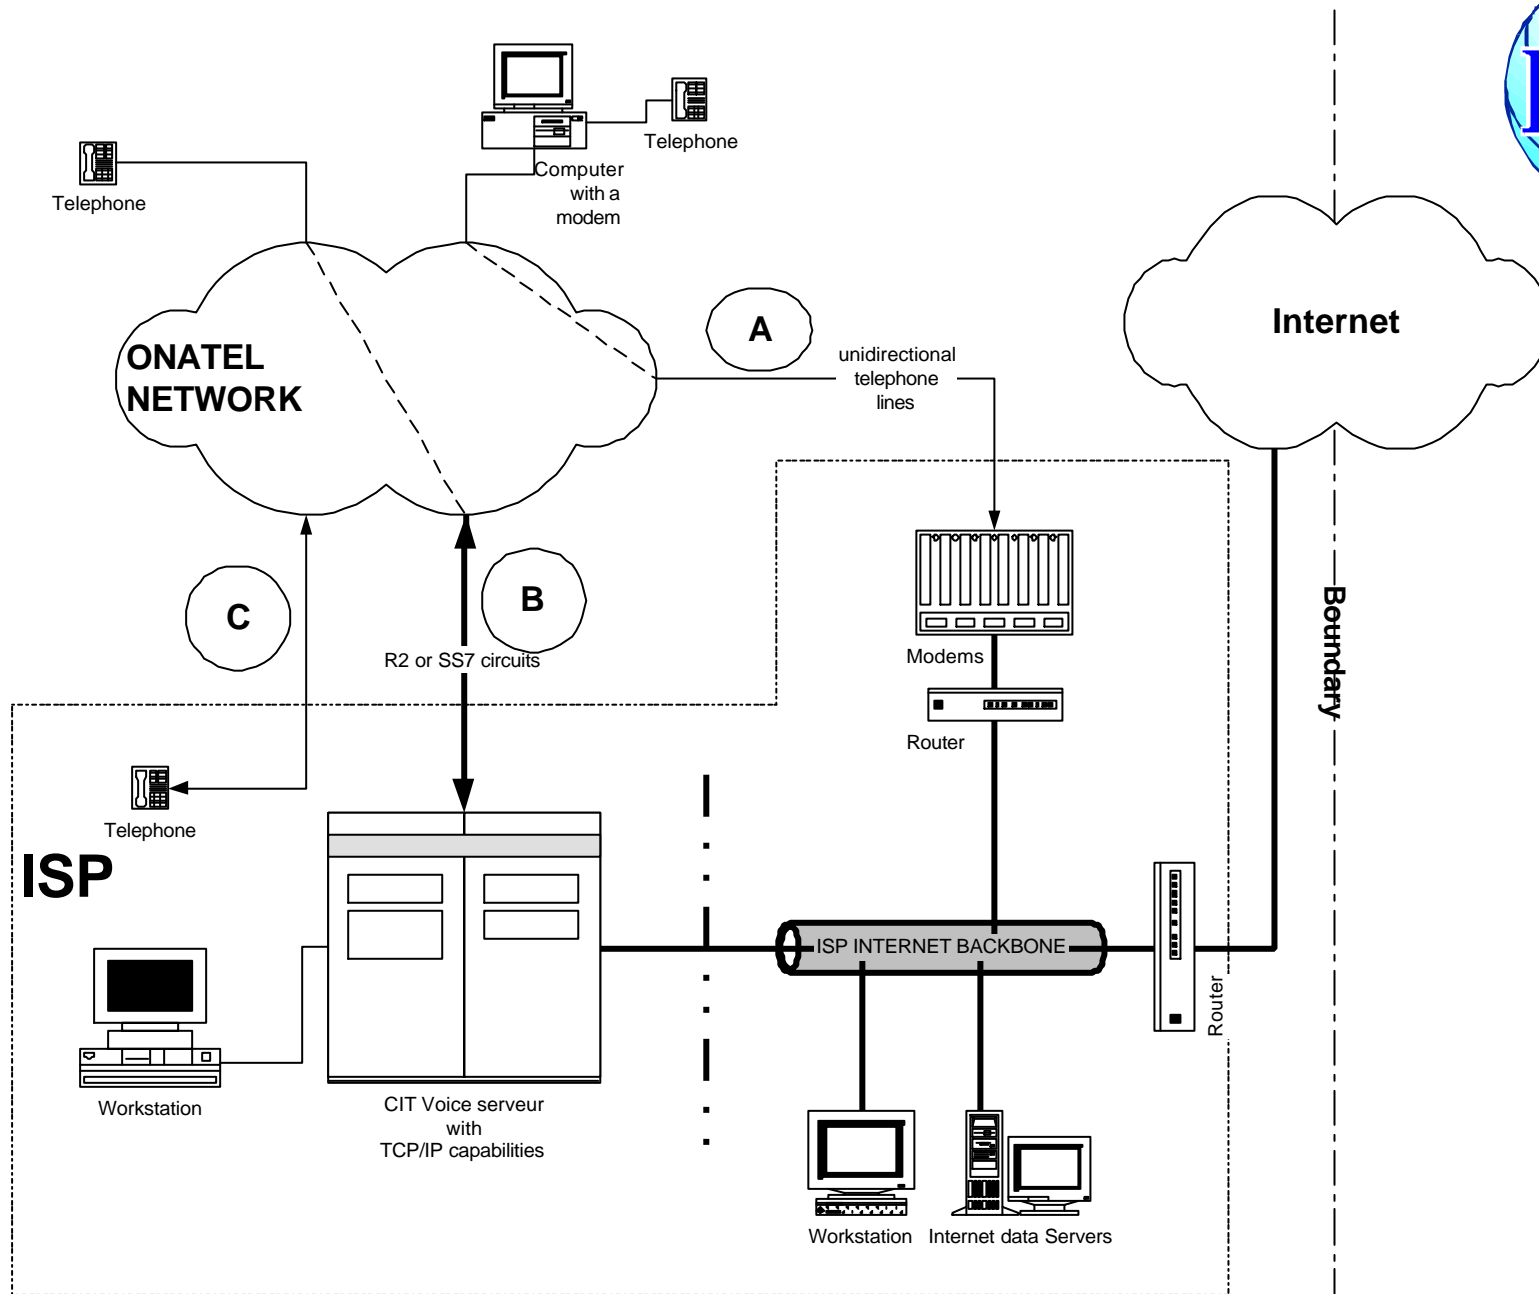 Telephone
Telephone
Computer
with a
modem
ONATEL
NETWORK
A
unidirectional
telephone
lines
Internet
C
B
R2 or SS7 circuits
Modems
Router
Boundary
Telephone
ISP
ISP INTERNET BACKBONE
Router
Workstation
CIT Voice serveur
with
TCP/IP capabilities
Workstation
Internet data Servers